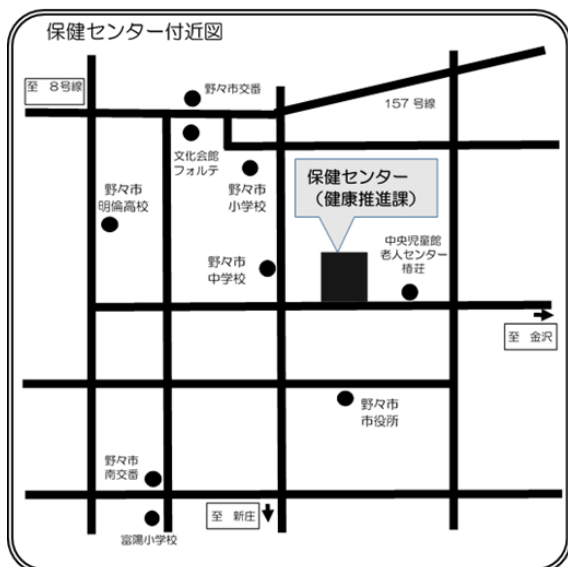 保健センター付近図
至 8号線
野々市交番
157号線
文化会館
フォルテ
野々市
小学校
保健センター
(健康推進課)
野々市
明倫高校
中央児童館
老人センター
椿荘
野々市
中学校
至 金沢
野々市
市役所
野々市
南交番
至 新庄
富陽小学校